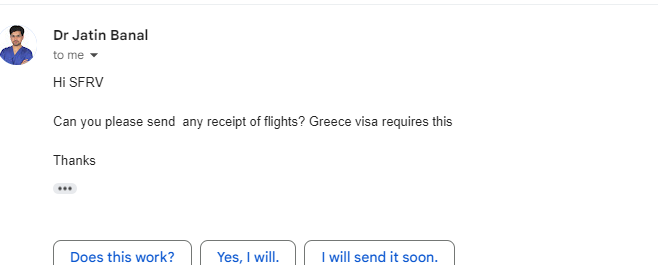 Dr Jatin Banal
to me
Hi SFRV
Can you please send any receipt of flights? Greece visa requires this
Thanks
Does this work?
Yes, I will.
I will send it soon.